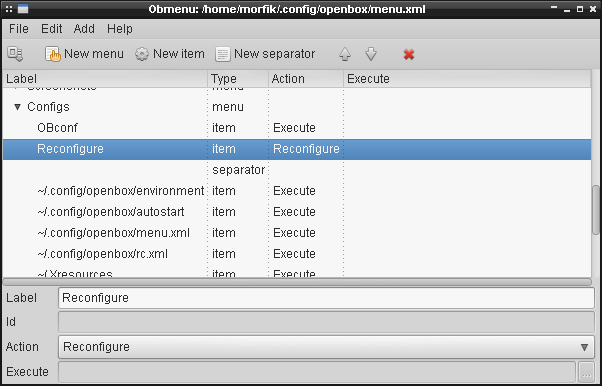 Obmenu: /home/morfik/.config/openbox/menu.xml
File Edit Add Help
New menu New item New separator
Label Type Action Execute
Screenshots menu
Configs menu
OBconf item Execute
Reconfigure item Reconfigure
separator
~/.config/openbox/environment item Execute
~/.config/openbox/autostart item Execute
~/.config/openbox/menu.xml item Execute
~/.config/openbox/rc.xml item Execute
~/.Xresources item Execute
Label Reconfigure
Id
Action Reconfigure
Execute ...